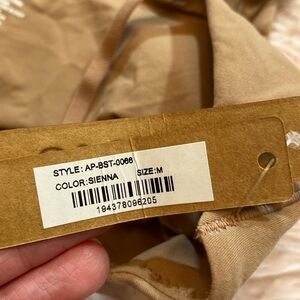 STYLE: AP-BST-0066
COLOR:SIENNA SIZE:M
194378096205